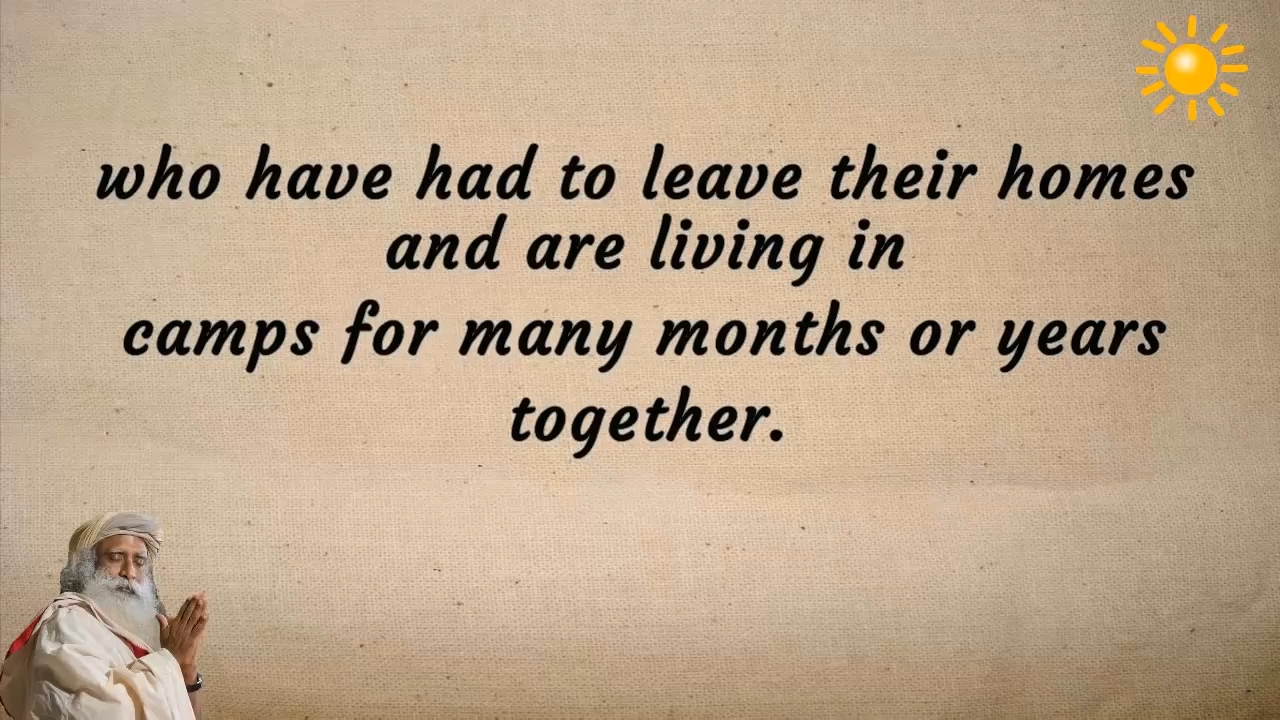 who have had to leave their homes
and are living in
camps for many months or years
together.